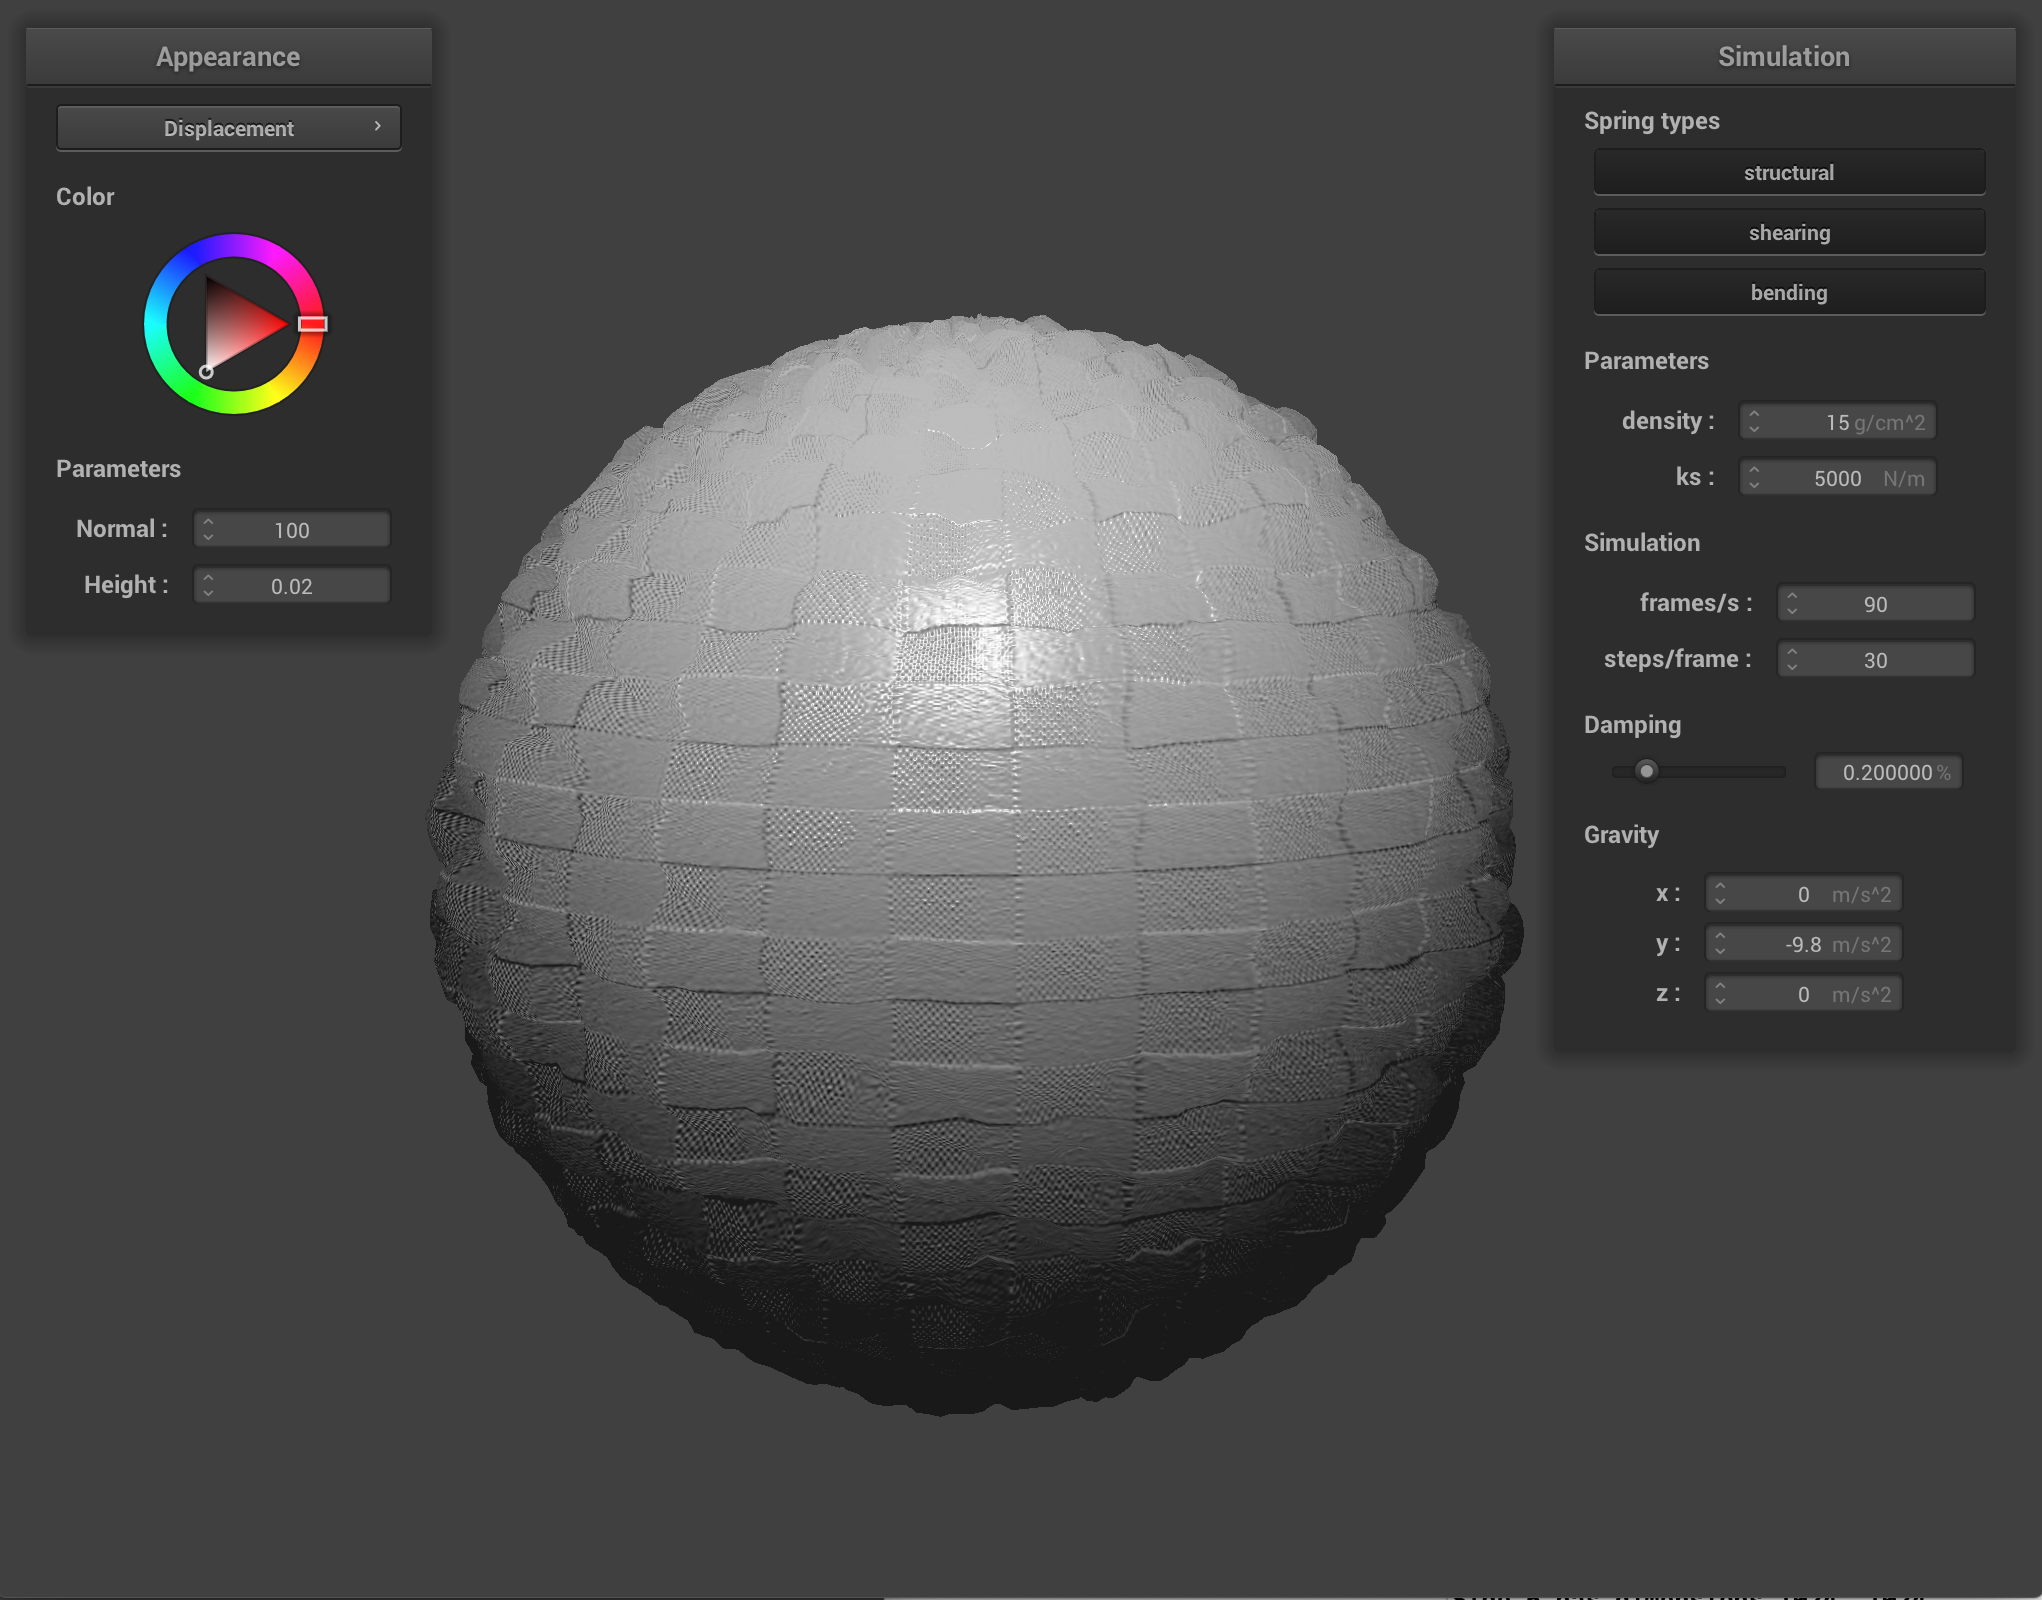 Appearance
Displacement
Color
Parameters
Normal : 100
Height : 0.02
Simulation
Spring types
structural
shearing
bending
Parameters
density : 15 g/cm^2
ks : 5000 N/m
Simulation
frames/s : 90
steps/frame : 30
Damping
0.200000 %
Gravity
x : 0 m/s^2
y : -9.8 m/s^2
z : 0 m/s^2